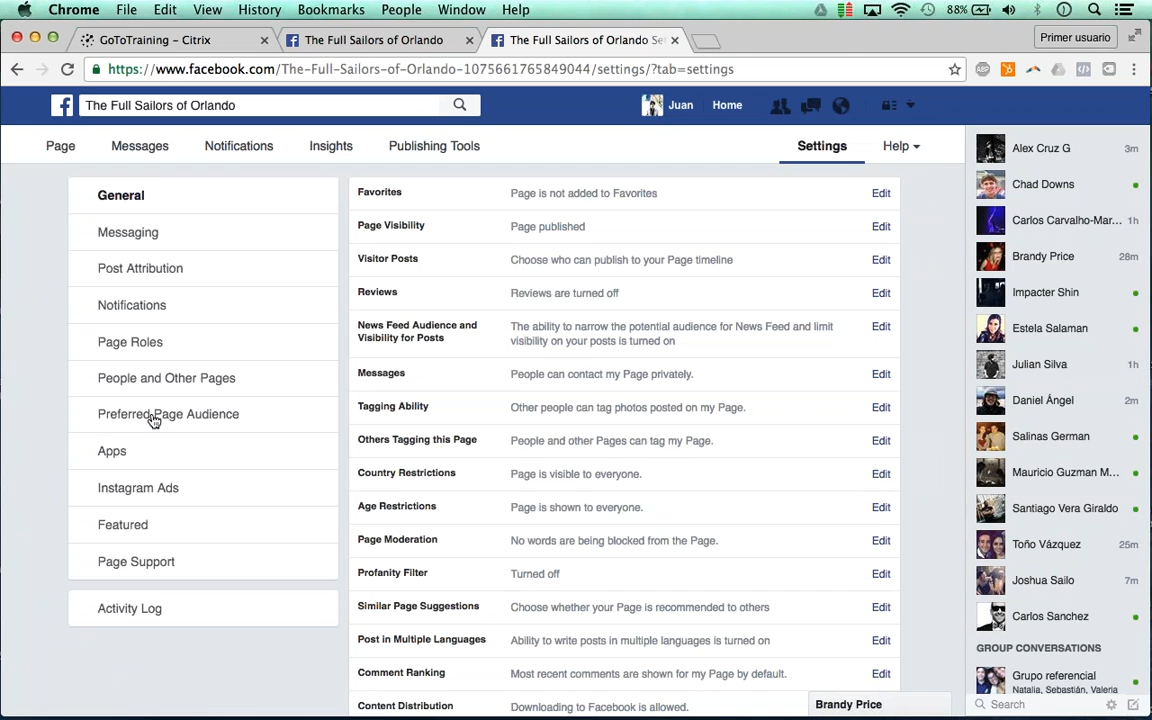 Chrome File Edit View History Bookmarks People Window Help 88%
GoToTraining – Citrix × The Full Sailors of Orlando × The Full Sailors of Orlando Se × Primer usuario
https://www.facebook.com/The-Full-Sailors-of-Orlando-1075661765849044/settings/?tab=settings ABP
The Full Sailors of Orlando Juan Home
Page Messages Notifications Insights Publishing Tools Settings Help
General
Messaging
Post Attribution
Notifications
Page Roles
People and Other Pages
Preferred Page Audience
Apps
Instagram Ads
Featured
Page Support
Activity Log
Favorites Page is not added to Favorites Edit
Page Visibility Page published Edit
Visitor Posts Choose who can publish to your Page timeline Edit
Reviews Reviews are turned off Edit
News Feed Audience and The ability to narrow the potential audience for News Feed and limit Edit
Visibility for Posts visibility on your posts is turned on
Messages People can contact my Page privately. Edit
Tagging Ability Other people can tag photos posted on my Page. Edit
Others Tagging this Page People and other Pages can tag my Page. Edit
Country Restrictions Page is visible to everyone. Edit
Age Restrictions Page is shown to everyone. Edit
Page Moderation No words are being blocked from the Page. Edit
Profanity Filter Turned off Edit
Similar Page Suggestions Choose whether your Page is recommended to others Edit
Post in Multiple Languages Ability to write posts in multiple languages is turned on Edit
Comment Ranking Most recent comments are shown for my Page by default. Edit
Content Distribution Downloading to Facebook is allowed.
Brandy Price
Alex Cruz G 3m
Chad Downs
Carlos Carvalho-Mar... 1h
Brandy Price 28m
Impacter Shin
Estela Salaman
Julian Silva 1h
Daniel Ángel 2m
Salinas German
Mauricio Guzman M...
Santiago Vera Giraldo
Toño Vázquez 25m
Joshua Sailo 7m
Carlos Sanchez
GROUP CONVERSATIONS
Grupo referencial
Natalia, Sebastián, Valeria
Search